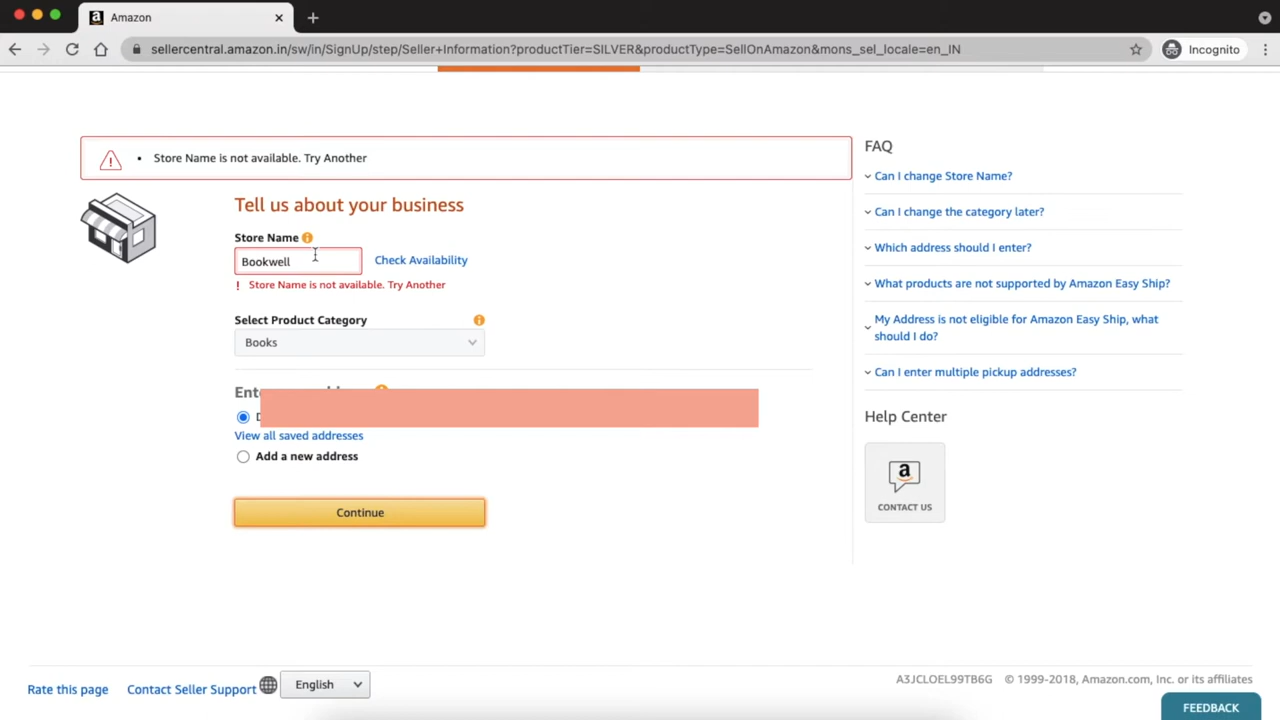 Amazon
sellercentral.amazon.in/sw/in/SignUp/step/Seller+Information?productTier=SILVER&productType=SellOnAmazon&mons_sel_locale=en_IN
Incognito
Store Name is not available. Try Another
Tell us about your business
Store Name
Bookwell
Check Availability
! Store Name is not available. Try Another
Select Product Category
Books
View all saved addresses
Add a new address
Continue
FAQ
Can I change Store Name?
Can I change the category later?
Which address should I enter?
What products are not supported by Amazon Easy Ship?
My Address is not eligible for Amazon Easy Ship, what
should I do?
Can I enter multiple pickup addresses?
Help Center
a
CONTACT US
Rate this page
Contact Seller Support
English
A3JCLOEL99TB6G © 1999-2018, Amazon.com, Inc. or its affiliates
FEEDBACK